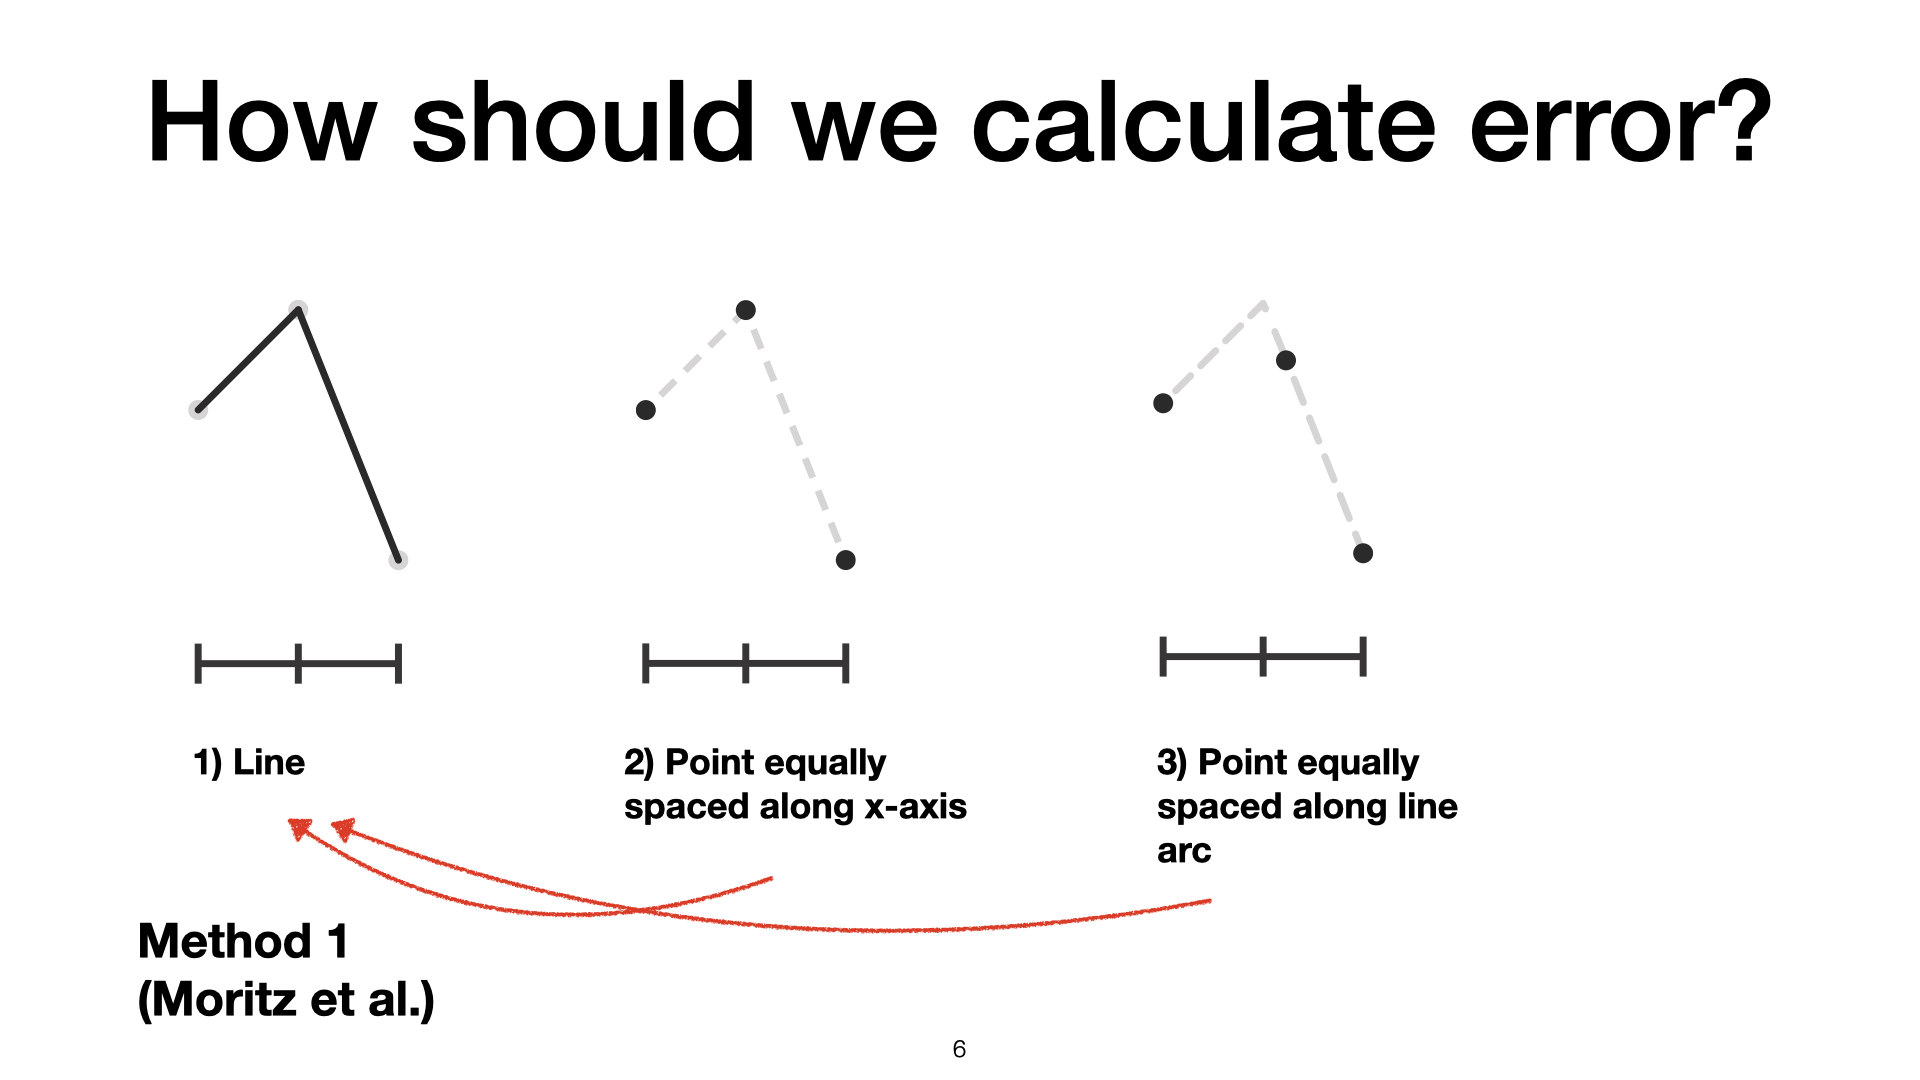 How should we calculate error?
1) Line
2) Point equally
spaced along x-axis
3) Point equally
spaced along line
arc
Method 1
(Moritz et al.)
6